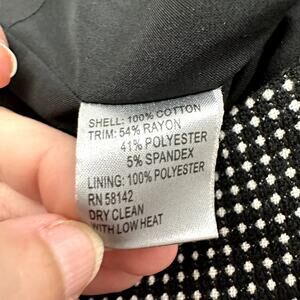 SHELL: 100% COTTON
TRIM: 54% RAYON
41% POLYESTER
5% SPANDEX
LINING: 100% POLYESTER
RN 58142
DRY CLEAN
WITH LOW HEAT